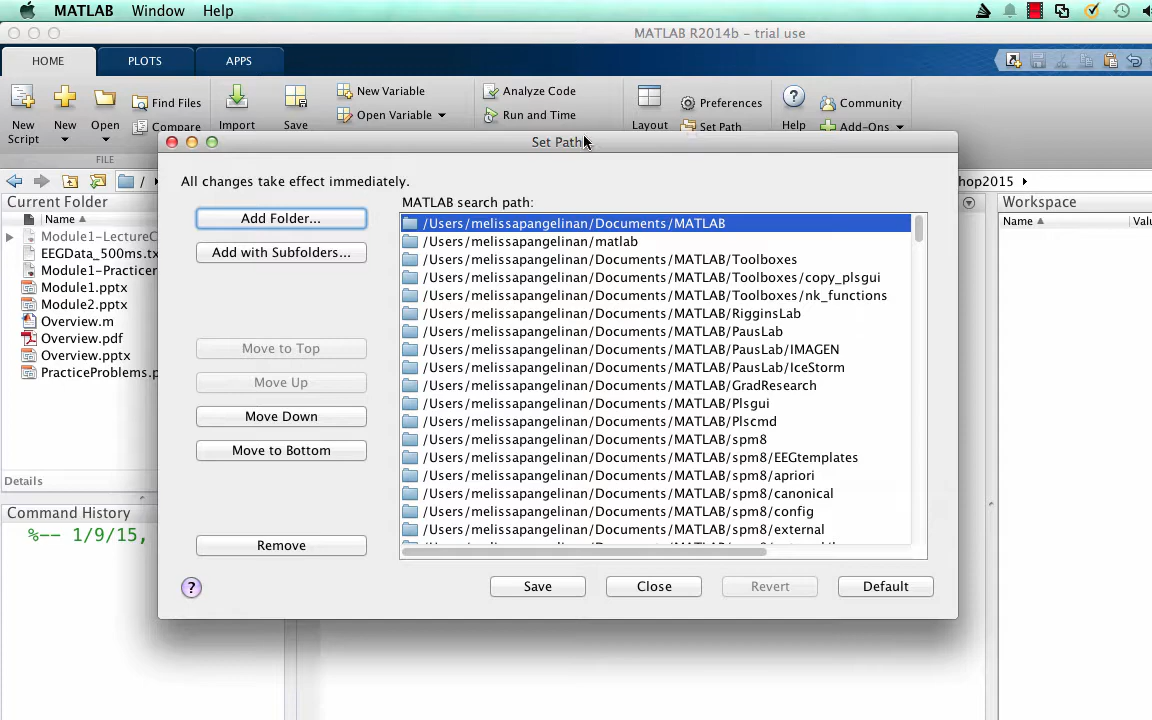 MATLAB Window Help
MATLAB R2014b - trial use
HOME PLOTS APPS
New Script
New
Open
Find Files
Compare
Import
Save
New Variable
Open Variable
Analyze Code
Run and Time
Layout
Preferences
Set Path
Help
Community
Add-Ons
FILE
Set Path
/
hop2015
Current Folder
Name
Module1-LectureC
EEGData_500ms.tx
Module1-Practicer
Module1.pptx
Module2.pptx
Overview.m
Overview.pdf
Overview.pptx
PracticeProblems.p
Details
Command History
%-- 1/9/15,
All changes take effect immediately.
Add Folder...
Add with Subfolders...
Move to Top
Move Up
Move Down
Move to Bottom
Remove
MATLAB search path:
/Users/melissapangelinan/Documents/MATLAB
/Users/melissapangelinan/matlab
/Users/melissapangelinan/Documents/MATLAB/Toolboxes
/Users/melissapangelinan/Documents/MATLAB/Toolboxes/copy_plsgui
/Users/melissapangelinan/Documents/MATLAB/Toolboxes/nk_functions
/Users/melissapangelinan/Documents/MATLAB/RigginsLab
/Users/melissapangelinan/Documents/MATLAB/PausLab
/Users/melissapangelinan/Documents/MATLAB/PausLab/IMAGEN
/Users/melissapangelinan/Documents/MATLAB/PausLab/IceStorm
/Users/melissapangelinan/Documents/MATLAB/GradResearch
/Users/melissapangelinan/Documents/MATLAB/Plsgui
/Users/melissapangelinan/Documents/MATLAB/Plscmd
/Users/melissapangelinan/Documents/MATLAB/spm8
/Users/melissapangelinan/Documents/MATLAB/spm8/EEGtemplates
/Users/melissapangelinan/Documents/MATLAB/spm8/apriori
/Users/melissapangelinan/Documents/MATLAB/spm8/canonical
/Users/melissapangelinan/Documents/MATLAB/spm8/config
/Users/melissapangelinan/Documents/MATLAB/spm8/external
? Save Close Revert Default
Workspace
Name Valu